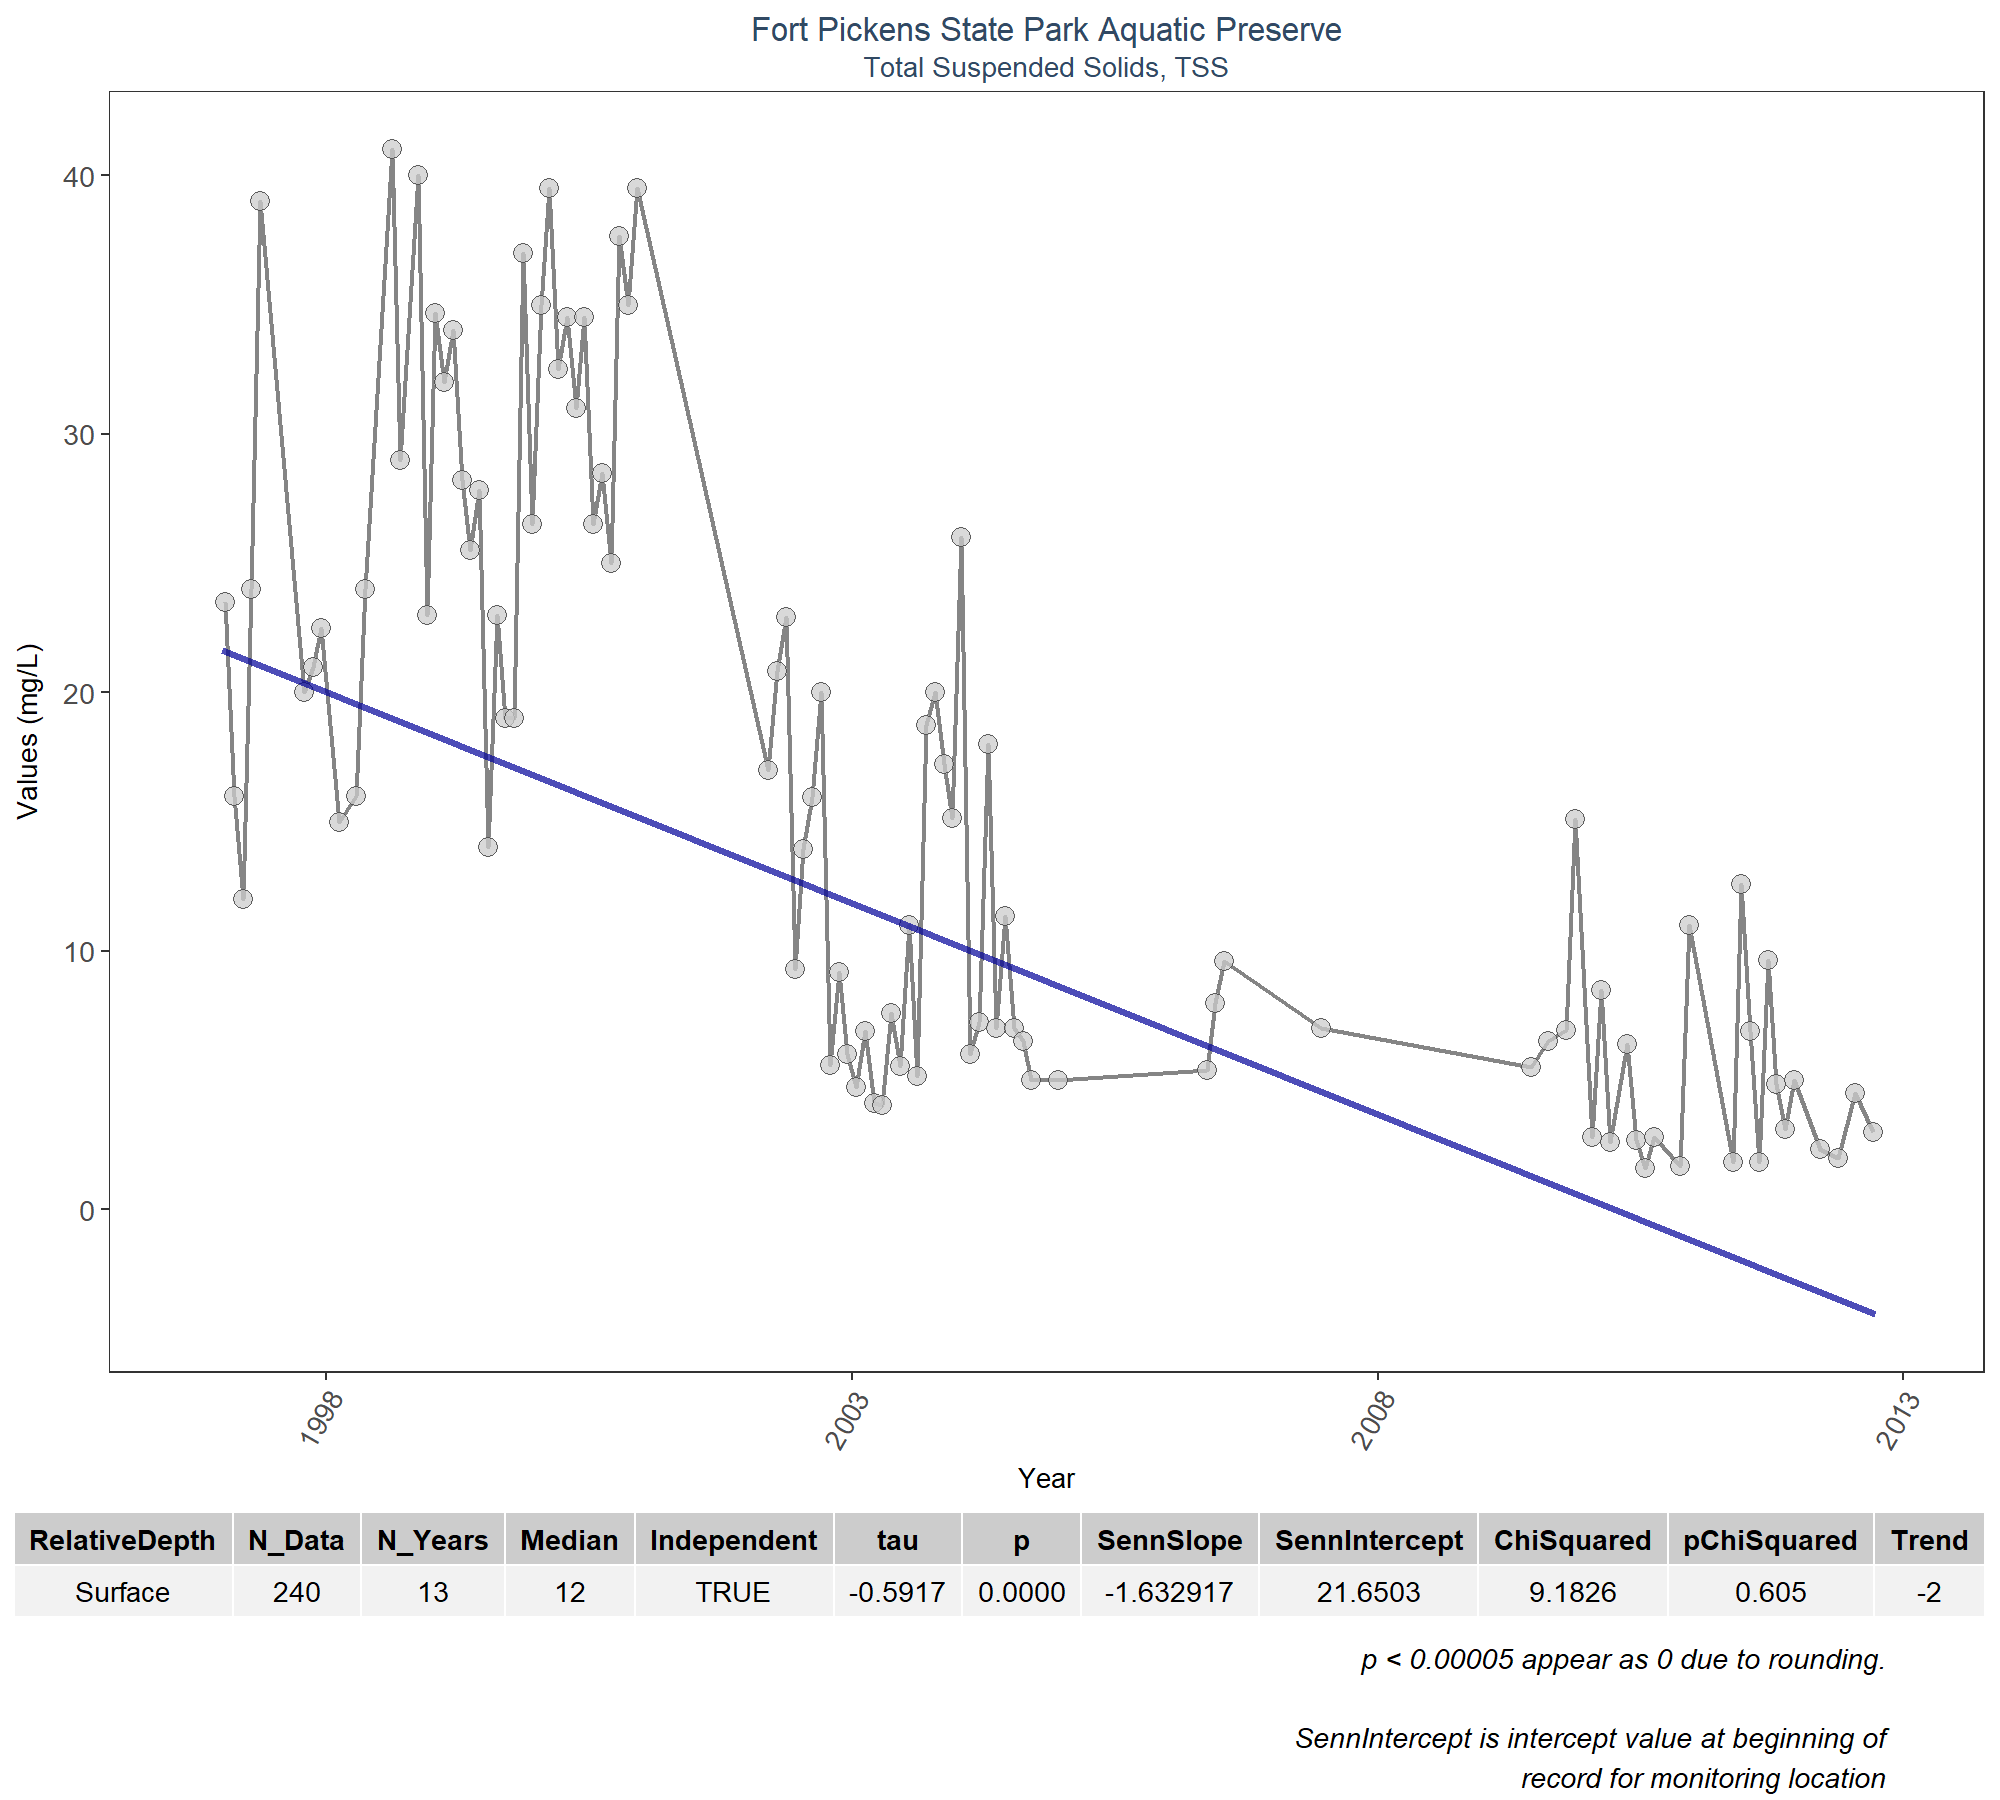 Fort Pickens State Park Aquatic Preserve
Total Suspended Solids, TSS
Values (mg/L)
40
30
20
10
0
1998 2003 2008 2013
Year
RelativeDepth N_Data N_Years Median Independent tau p SennSlope SennIntercept ChiSquared pChiSquared Trend
Surface 240 13 12 TRUE -0.5917 0.0000 -1.632917 21.6503 9.1826 0.605 -2
p < 0.00005 appear as 0 due to rounding.
SennIntercept is intercept value at beginning of
record for monitoring location